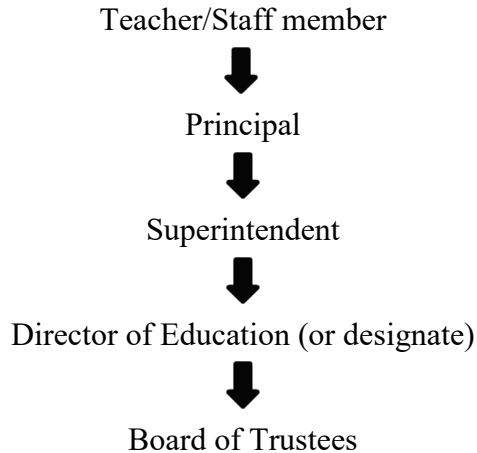 Teacher/Staff member
Principal
Superintendent
Director of Education (or designate)
Board of Trustees